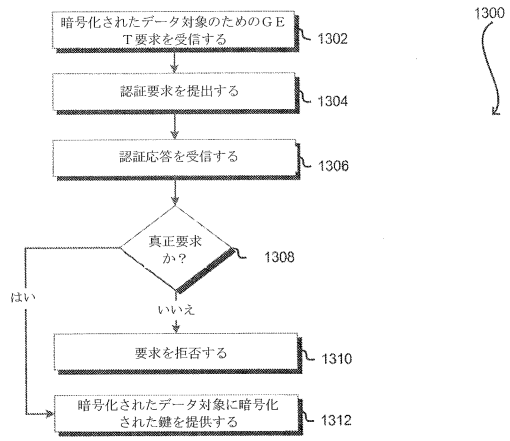 1300
暗号化されたデータ対象のためのＧＥ
Ｔ要求を受信する
1302
認証要求を提出する
1304
認証応答を受信する
1306
真正要求
か？
1308
はい
いいえ
要求を拒否する
1310
暗号化されたデータ対象に暗号化
された鍵を提供する
1312